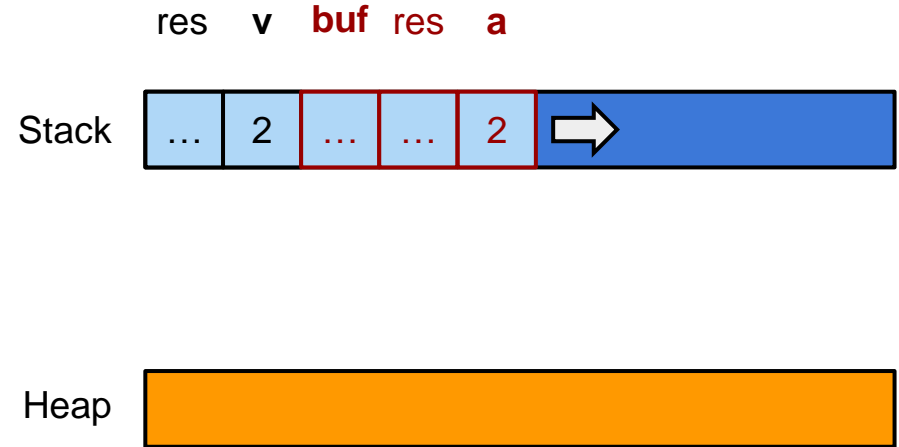 res v buf res a
Stack … 2 … … 2
Heap